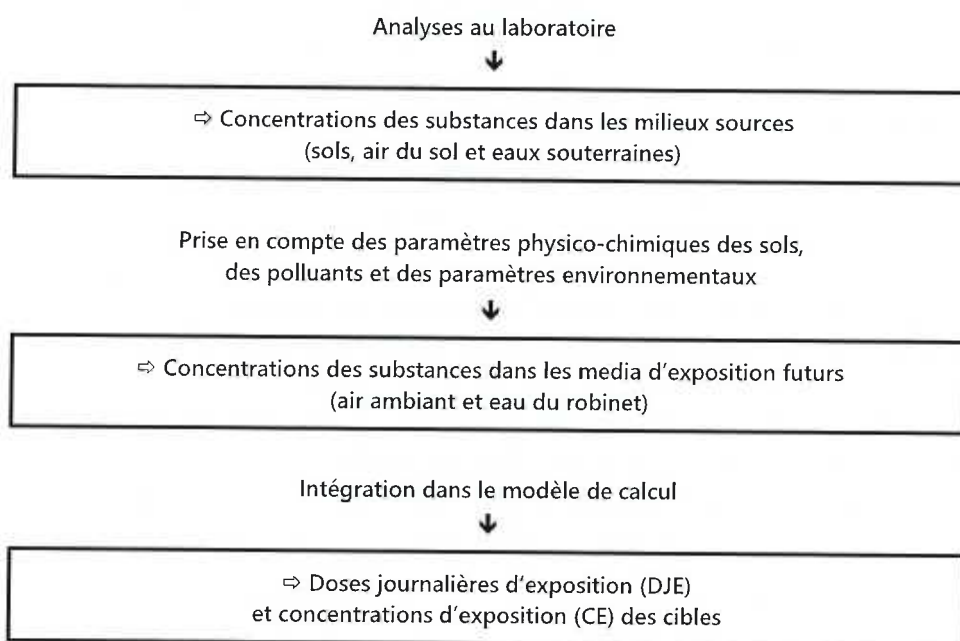 Analyses au laboratoire
↓
⇨ Concentrations des substances dans les milieux sources
(sols, air du sol et eaux souterraines)
Prise en compte des paramètres physico-chimiques des sols,
des polluants et des paramètres environnementaux
↓
⇨ Concentrations des substances dans les media d'exposition futurs
(air ambiant et eau du robinet)
Intégration dans le modèle de calcul
↓
⇨ Doses journalières d'exposition (DJE)
et concentrations d'exposition (CE) des cibles